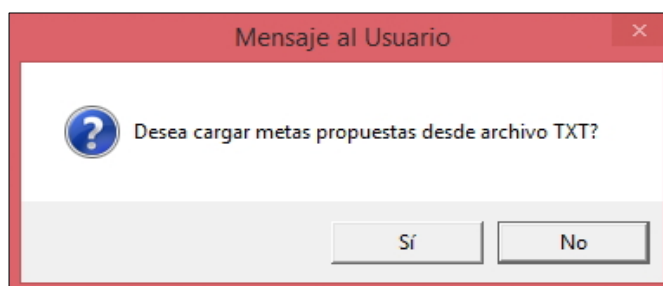 Mensaje al Usuario
Desea cargar metas propuestas desde archivo TXT?
Sí
No